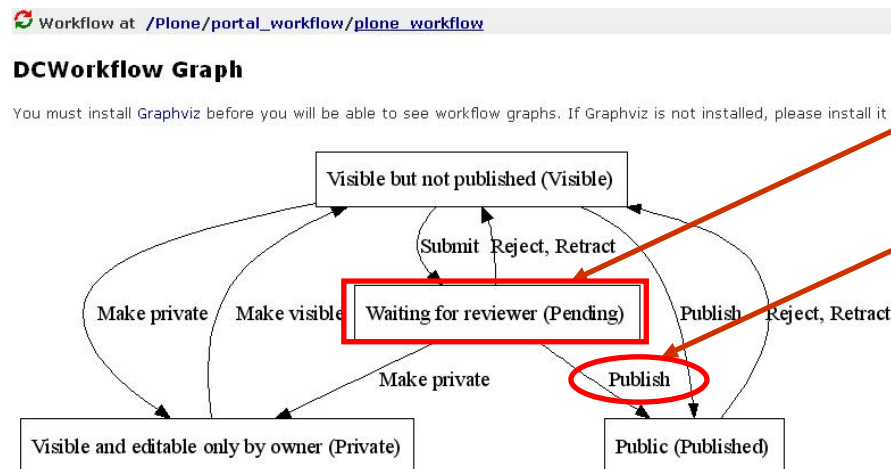 Workflow at /Plone/portal_workflow/plone_workflow
DCWorkflow Graph
You must install Graphviz before you will be able to see workflow graphs. If Graphviz is not installed, please install it
Visible but not published (Visible)
Submit Reject, Retract
Make private Make visible Waiting for reviewer (Pending) Publish Reject, Retract
Make private Publish
Visible and editable only by owner (Private) Public (Published)